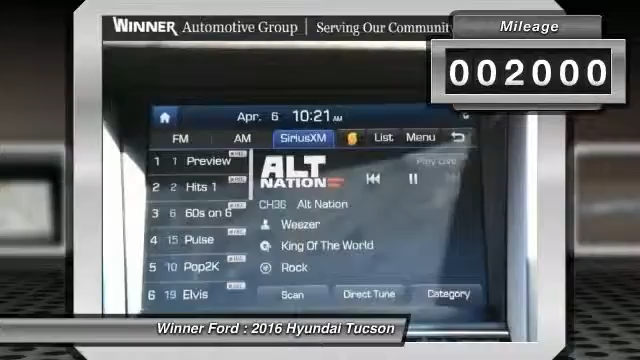 WINNER Automotive Group | Serving Our Community
Mileage
002000
Apr. 6 10:21 AM
FM AM SiriusXM List Menu
1 1 Preview
2 2 Hits 1
3 6 60s on 6
4 15 Pulse
5 10 Pop2K
6 19 Elvis
ALT
NATION
Play Live
CH36 Alt Nation
Weezer
King Of The World
Rock
Scan Direct Tune Category
Winner Ford : 2016 Hyundai Tucson